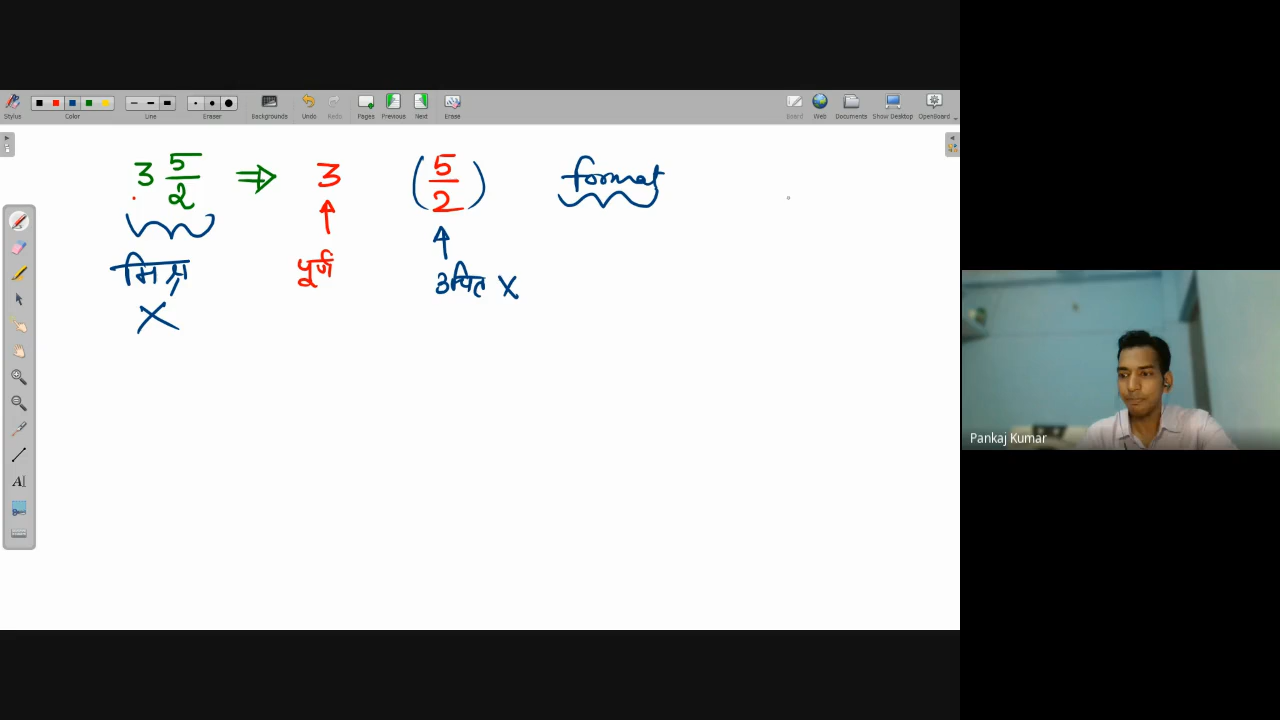 Stylus Color Line Eraser Backgrounds Undo Redo Pages Previous Next Erase Board Web Documents Show Desktop OpenBoard
3 5/2 ⇒ 3 (5/2) format
मिश्र पूर्ण उचित X
X
Pankaj Kumar